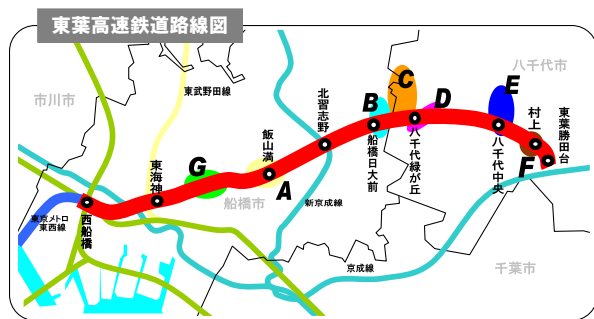 東葉高速鉄道路線図
市川市
東武野田線
北習志野
飯山満
東海神
G
A
B
C
D
E
F
八千代市
村上
東葉勝田台
八千代中央
八千代緑が丘
船橋日大前
船橋市
新京成線
西船橋
東京メトロ
東西線
京成線
千葉市